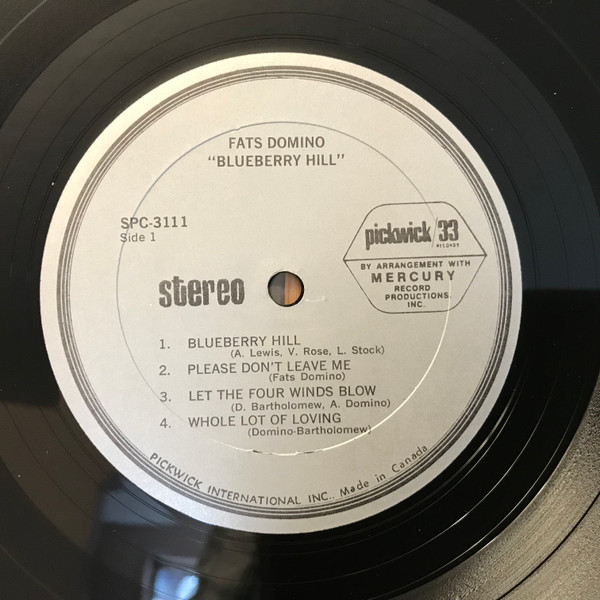 FATS DOMINO
"BLUEBERRY HILL"
SPC-3111
Side 1
pickwick/33
RECORDS
BY ARRANGEMENT WITH
MERCURY
RECORD
PRODUCTIONS,
INC.
stereo
1. BLUEBERRY HILL
(A. Lewis, V. Rose, L. Stock)
2. PLEASE DON'T LEAVE ME
(Fats Domino)
3. LET THE FOUR WINDS BLOW
(D. Bartholomew, A. Domino)
4. WHOLE LOT OF LOVING
(Domino-Bartholomew)
PICKWICK INTERNATIONAL INC., Made in Canada